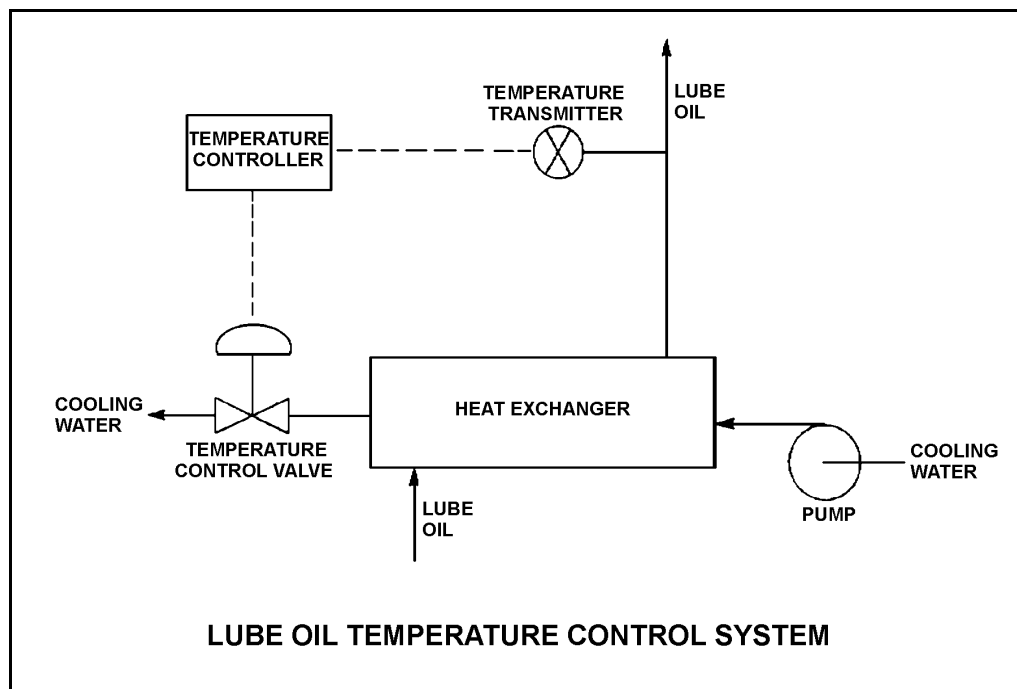 TEMPERATURE
TRANSMITTER
LUBE
OIL
TEMPERATURE
CONTROLLER
COOLING
WATER
TEMPERATURE
CONTROL VALVE
HEAT EXCHANGER
COOLING
WATER
PUMP
LUBE
OIL
LUBE OIL TEMPERATURE CONTROL SYSTEM